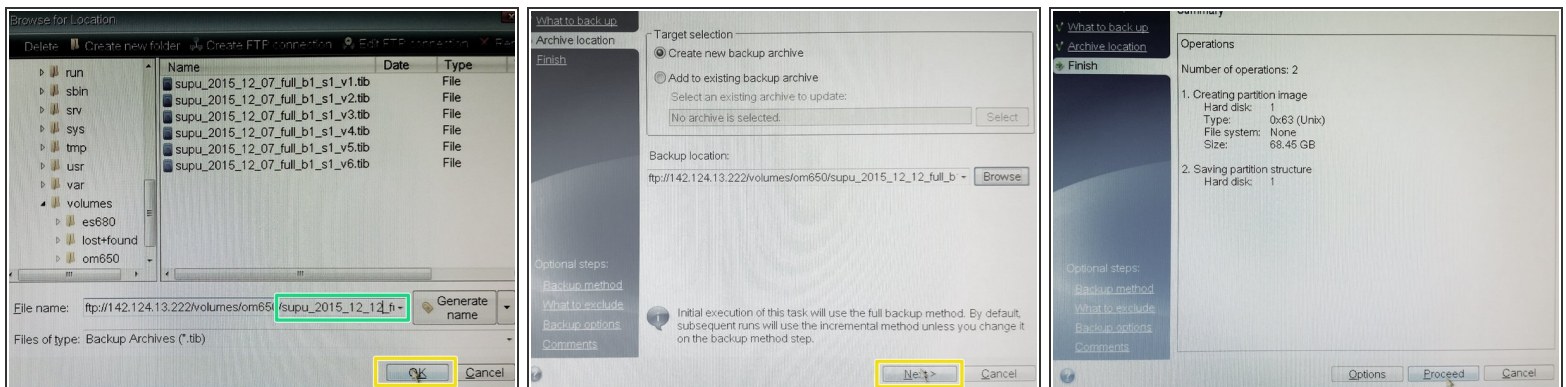 Browse for Location
Delete Create new folder Create FTP connection Edit FTP connection
Name Date Type
run
sbin
srv
sys
tmp
usr
var
volumes
es680
lost+found
om650
supu_2015_12_07_full_b1_s1_v1.tib File
supu_2015_12_07_full_b1_s1_v2.tib File
supu_2015_12_07_full_b1_s1_v3.tib File
supu_2015_12_07_full_b1_s1_v4.tib File
supu_2015_12_07_full_b1_s1_v5.tib File
supu_2015_12_07_full_b1_s1_v6.tib File
File name: ftp://142.124.13.222/volumes/om650/supu_2015_12_12_f
Generate
name
Files of type: Backup Archives (*.tib)
OK Cancel
What to back up
Archive location
Finish
Target selection
Create new backup archive
Add to existing backup archive
Select an existing archive to update:
No archive is selected. Select
Backup location:
ftp://142.124.13.222/volumes/om650/supu_2015_12_12_full_b Browse
Optional steps:
Backup method
What to exclude
Backup options
Comments
Initial execution of this task will use the full backup method. By default,
subsequent runs will use the incremental method unless you change it
on the backup method step.
Next > Cancel
What to back up
Archive location
Finish
Summary
Operations
Number of operations: 2
1. Creating partition image
Hard disk: 1
Type: 0x63 (Unix)
File system: None
Size: 68.45 GB
2. Saving partition structure
Hard disk: 1
Optional steps:
Backup method
What to exclude
Backup options
Comments
Options Proceed Cancel